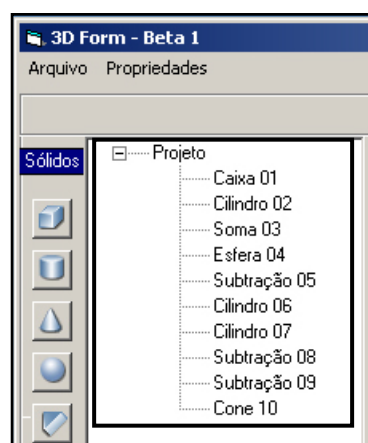 3D Form - Beta 1
Arquivo Propriedades
Sólidos
Projeto
Caixa 01
Cilindro 02
Soma 03
Esfera 04
Subtração 05
Cilindro 06
Cilindro 07
Subtração 08
Subtração 09
Cone 10